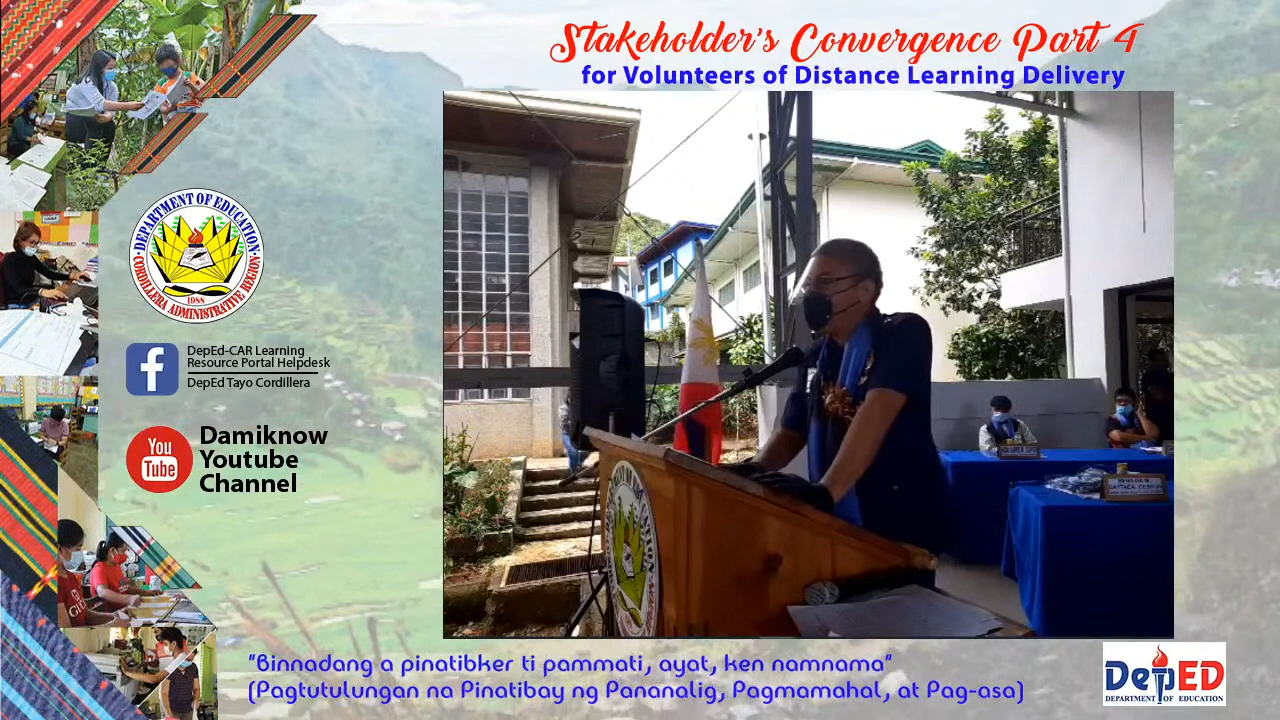 Stakeholder's Convergence Part 4
for Volunteers of Distance Learning Delivery
DEPARTMENT OF EDUCATION
CORDILLERA ADMINISTRATIVE REGION
1988
DepEd-CAR Learning
Resource Portal Helpdesk
DepEd Tayo Cordillera
You
Tube
Damiknow
Youtube
Channel
"Binnadang a pinatibker ti pammati, ayat, ken namnama"
(Pagtutulungan na Pinatibay ng Pananalig, Pagmamahal, at Pag-asa)
DepED
DEPARTMENT OF EDUCATION